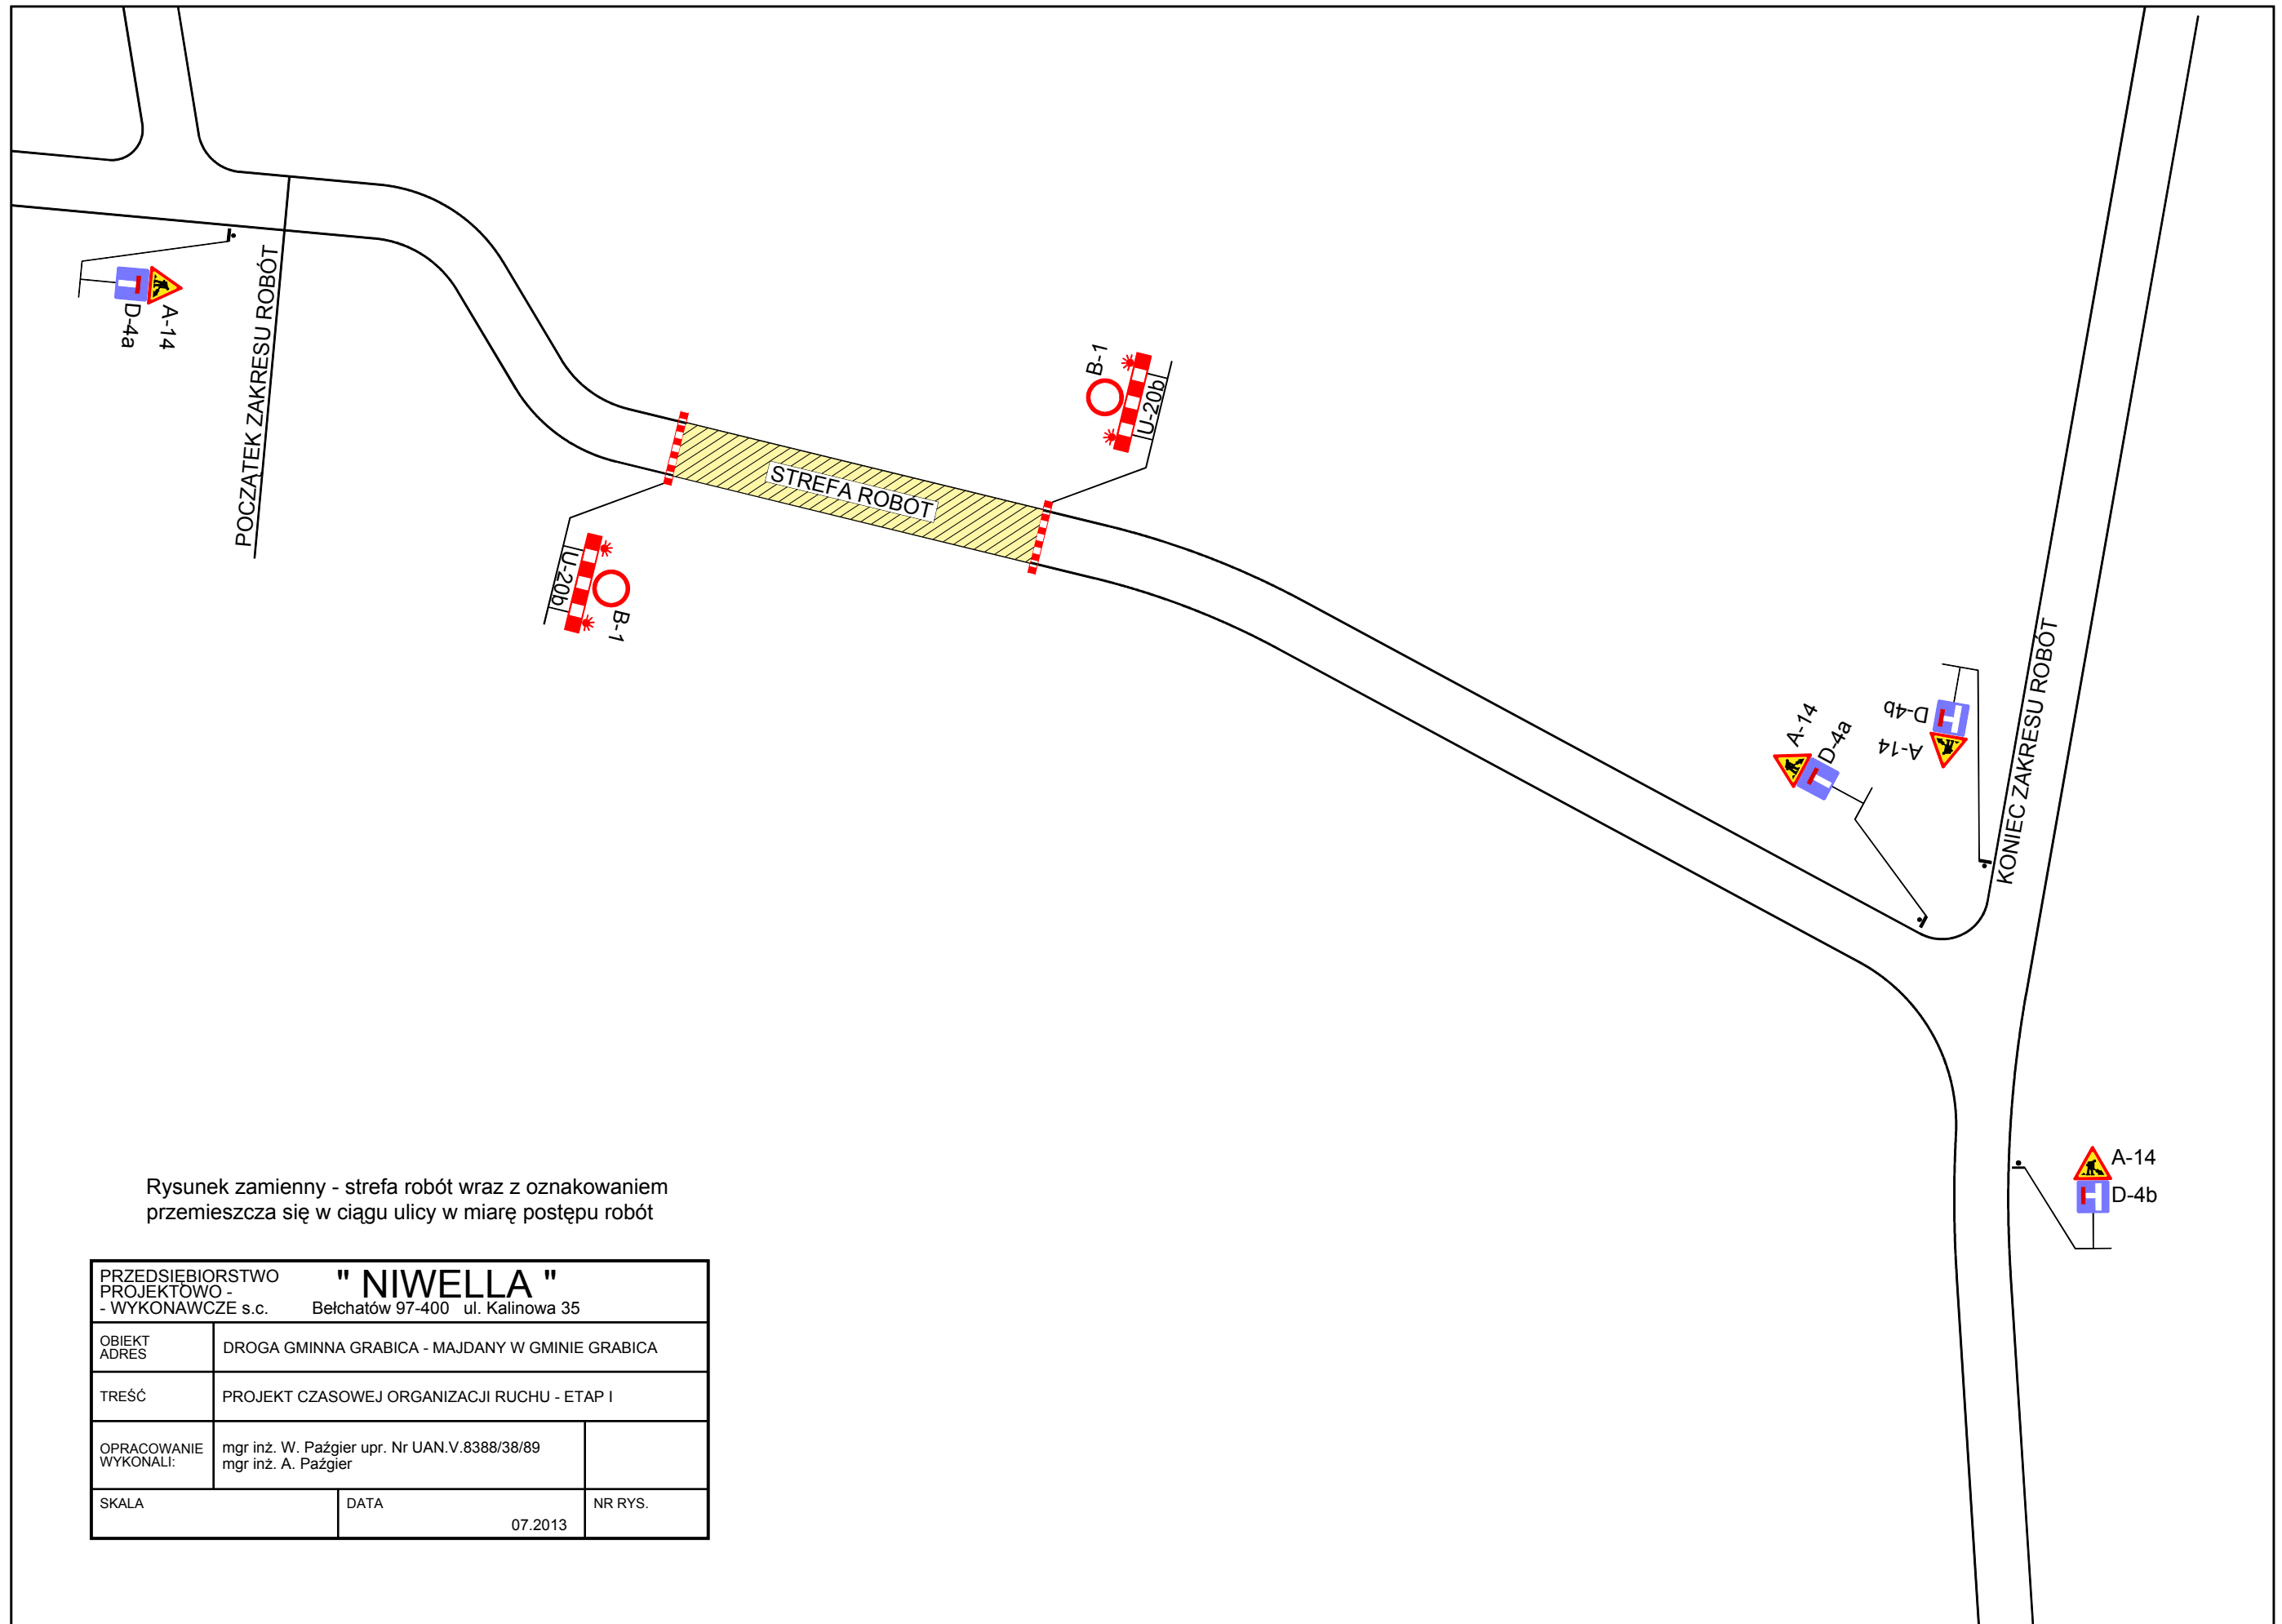 A-14
D-4a
POCZĄTEK ZAKRESU ROBÓT
B-1
U-20b
STREFA ROBÓT
U-20b
B-1
A-14
D-4a
D-4b
A-14
KONIEC ZAKRESU ROBÓT
A-14
D-4b
Rysunek zamienny - strefa robót wraz z oznakowaniem
przemieszcza się w ciągu ulicy w miarę postępu robót
PRZEDSIĘBIORSTWO
PROJEKTOWO -
- WYKONAWCZE s.c.
" NIWELLA "
Bełchatów 97-400 ul. Kalinowa 35
OBIEKT
ADRES
DROGA GMINNA GRABICA - MAJDANY W GMINIE GRABICA
TREŚĆ
PROJEKT CZASOWEJ ORGANIZACJI RUCHU - ETAP I
OPRACOWANIE
WYKONALI:
mgr inż. W. Paźgier upr. Nr UAN.V.8388/38/89
mgr inż. A. Paźgier
SKALA
DATA
07.2013
NR RYS.